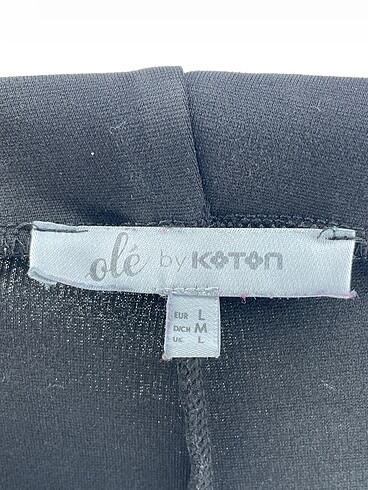 olé by KOTON
EUR L
D/CH M
UK L